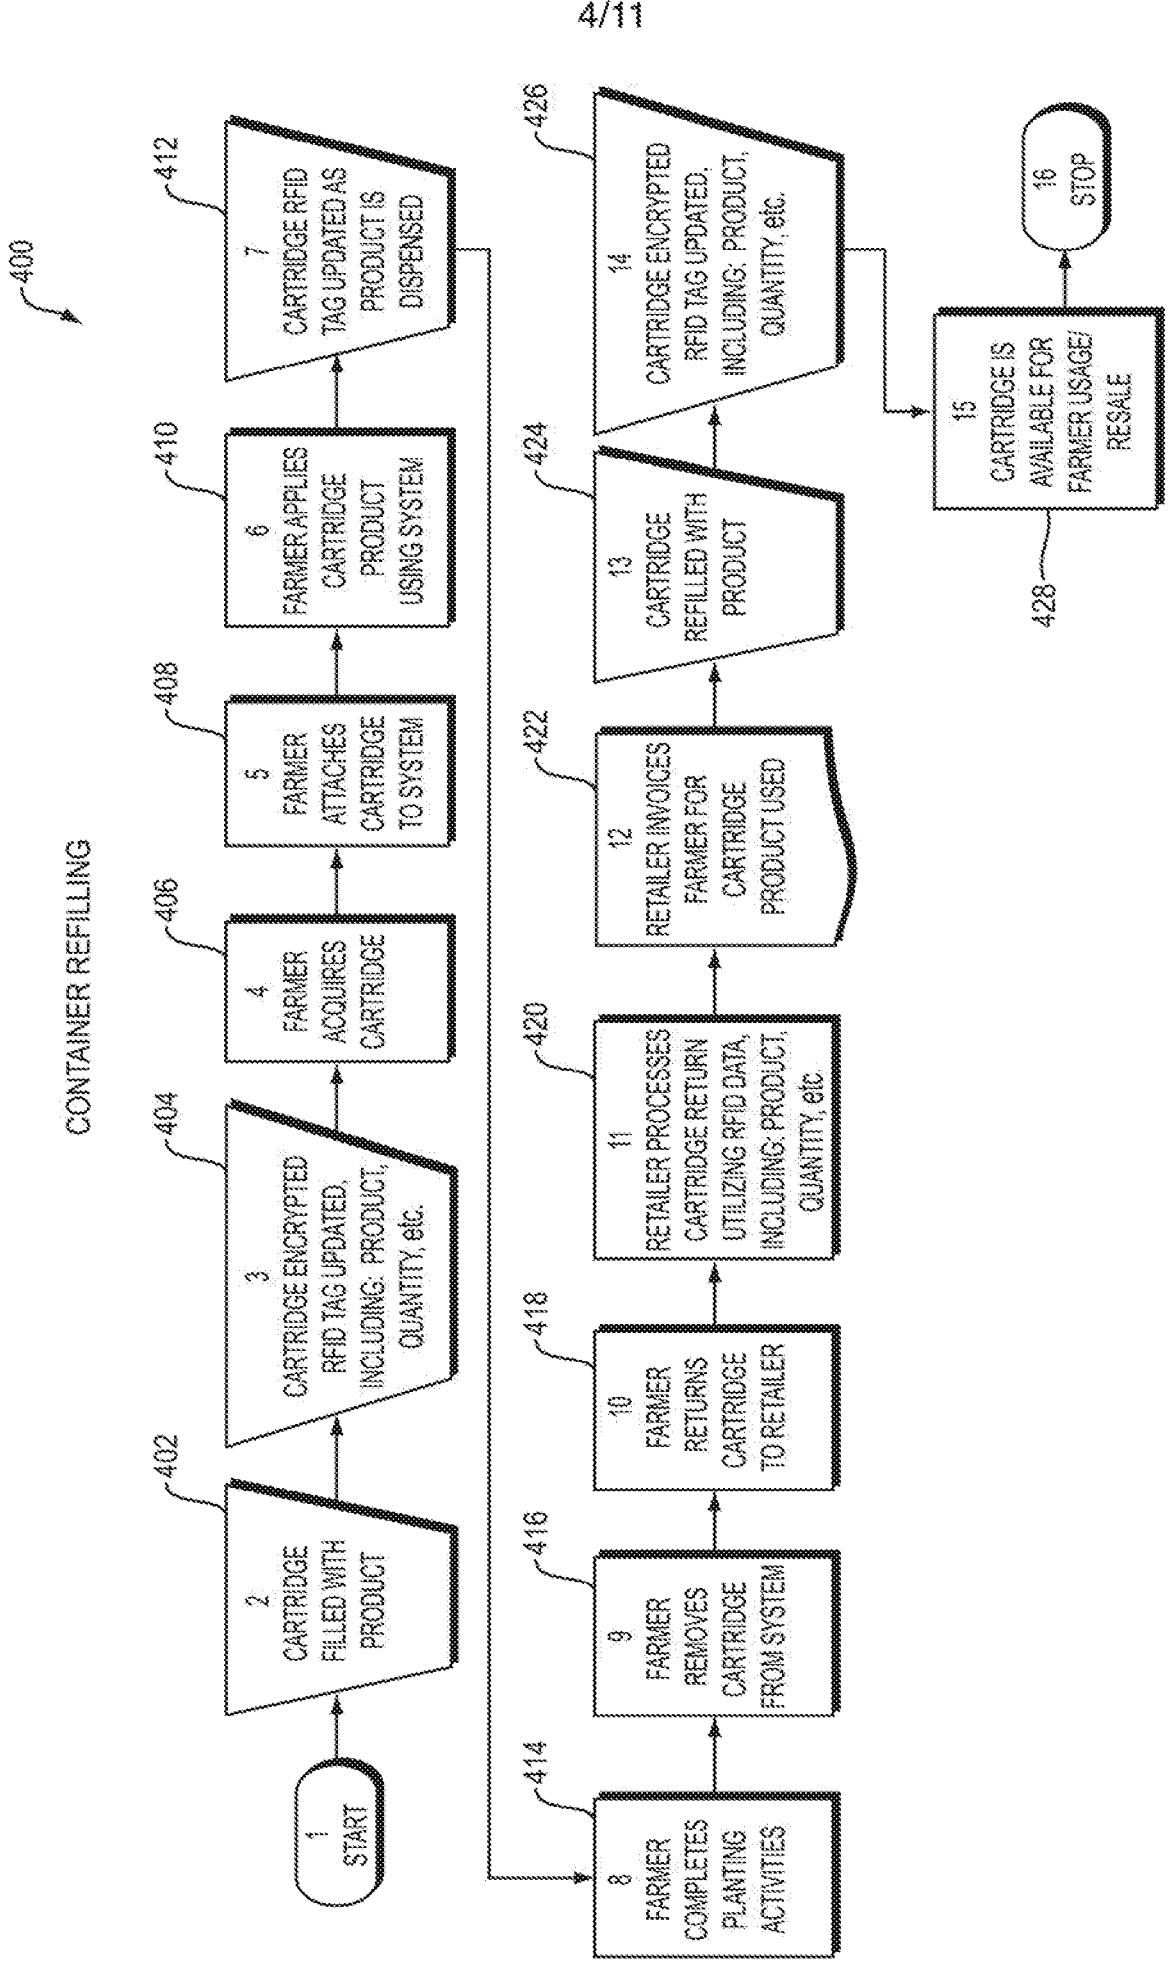 4/11
CONTAINER REFILLING
400
1
START
402
2
CARTRIDGE
FILLED WITH
PRODUCT
404
3
CARTRIDGE ENCRYPTED
RFID TAG UPDATED,
INCLUDING: PRODUCT,
QUANTITY, etc.
406
4
FARMER
ACQUIRES
CARTRIDGE
408
5
FARMER
ATTACHES
CARTRIDGE
TO SYSTEM
410
6
FARMER APPLIES
CARTRIDGE
PRODUCT
USING SYSTEM
412
7
CARTRIDGE RFID
TAG UPDATED AS
PRODUCT IS
DISPENSED
414
8
FARMER
COMPLETES
PLANTING
ACTIVITIES
416
9
FARMER
REMOVES
CARTRIDGE
FROM SYSTEM
418
10
FARMER
RETURNS
CARTRIDGE
TO RETAILER
420
11
RETAILER PROCESSES
CARTRIDGE RETURN
UTILIZING RFID DATA,
INCLUDING: PRODUCT,
QUANTITY, etc
422
12
RETAILER INVOICES
FARMER FOR
CARTRIDGE
PRODUCT USED
424
13
CARTRIDGE
REFILLED WITH
PRODUCT
426
14
CARTRIDGE ENCRYPTED
RFID TAG UPDATED,
INCLUDING: PRODUCT,
QUANTITY, etc.
428
15
CARTRIDGE IS
AVAILABLE FOR
FARMER USAGE/
RESALE
16
STOP